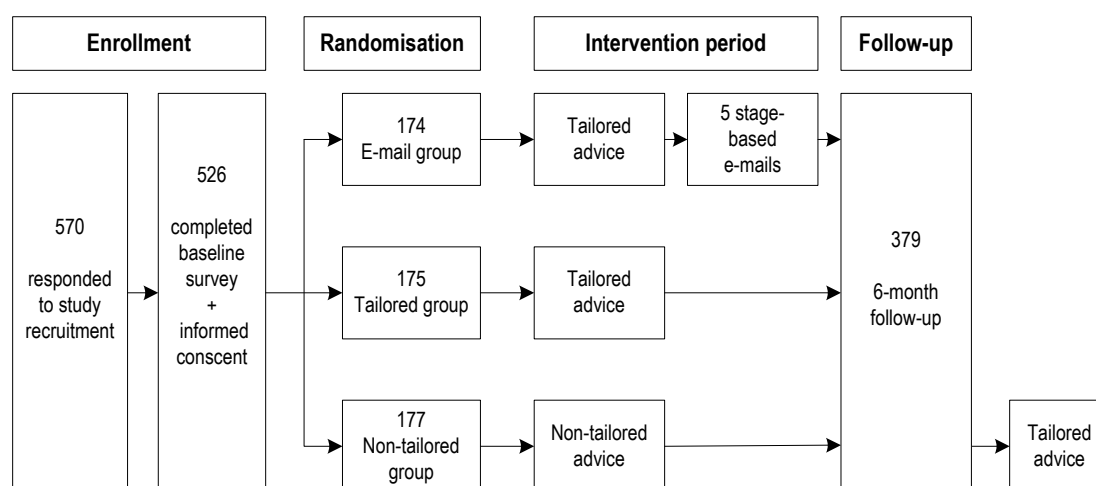 Enrollment
Randomisation
Intervention period
Follow-up
570
responded
to study
recruitment
526
completed
baseline
survey
+
informed
conscent
174
E-mail group
Tailored
advice
5 stage-
based
e-mails
175
Tailored group
Tailored
advice
177
Non-tailored
group
Non-tailored
advice
379
6-month
follow-up
Tailored
advice